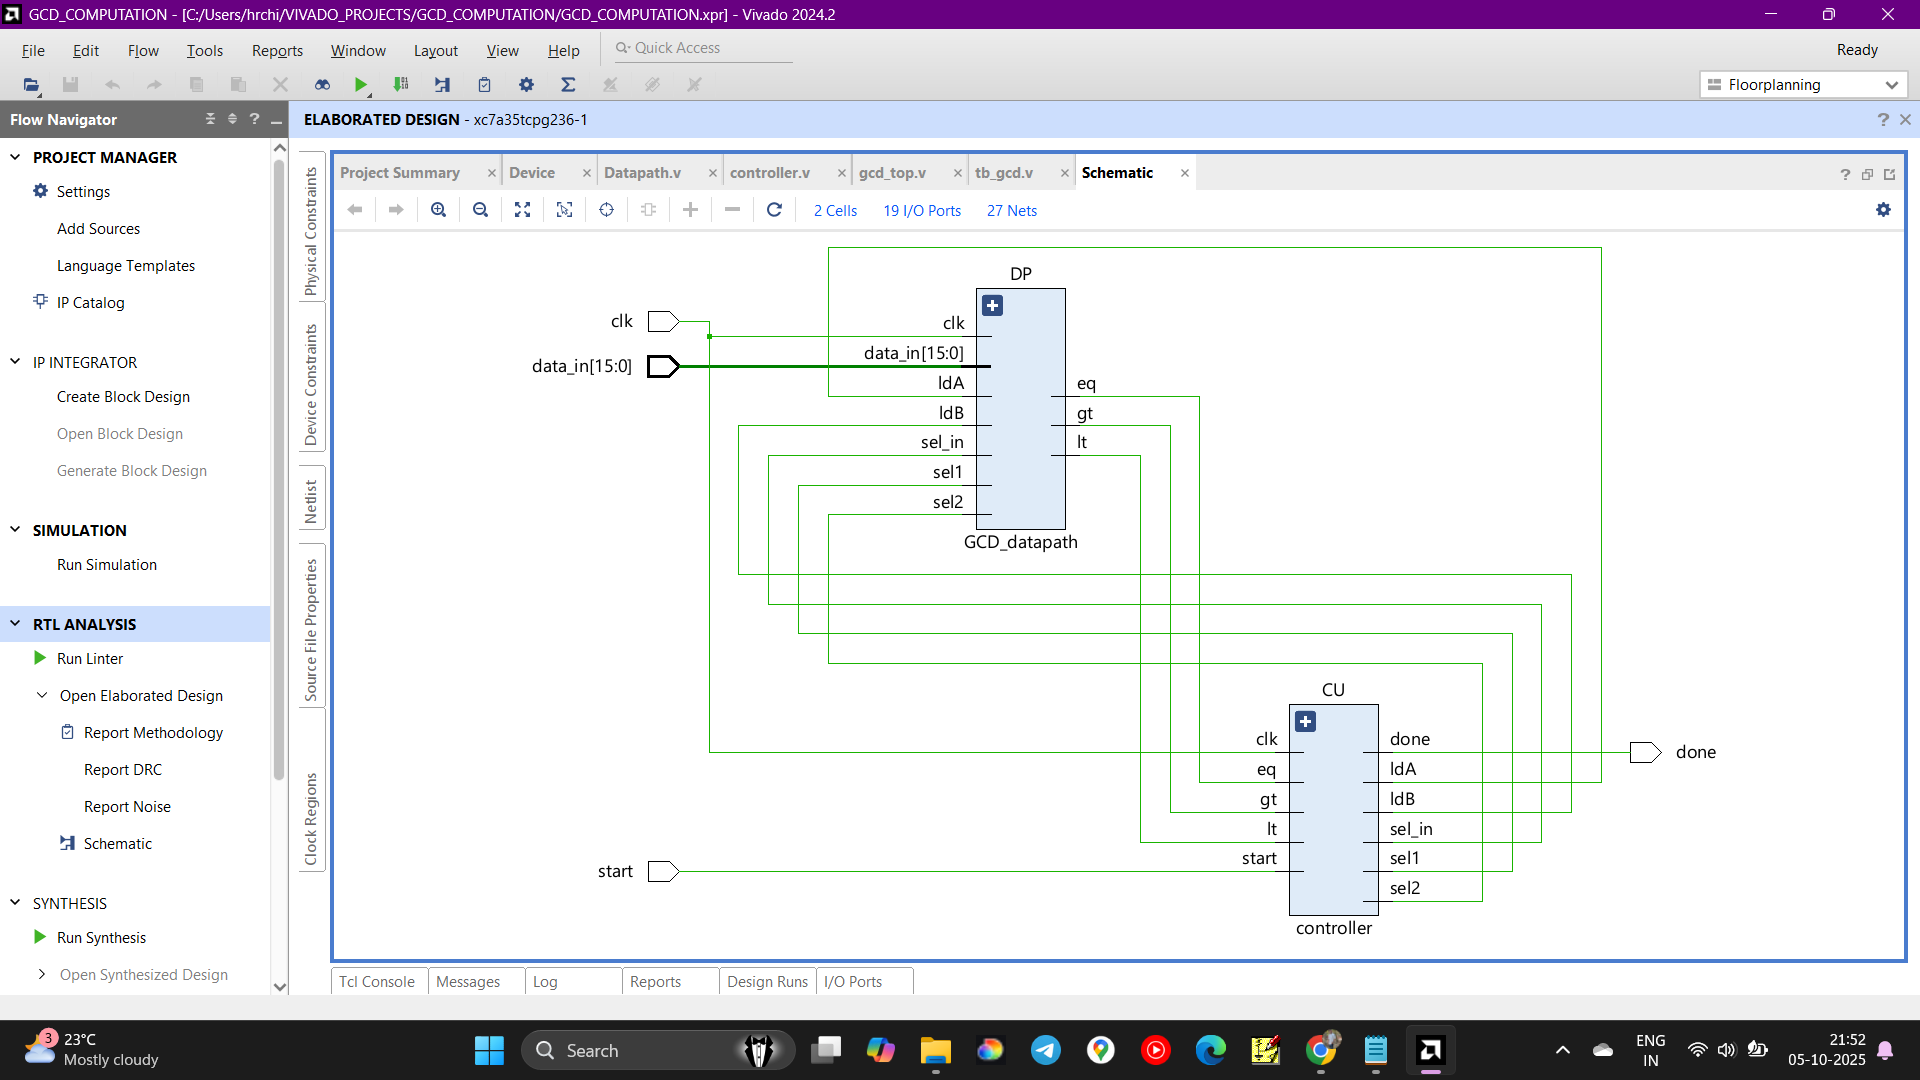 GCD_COMPUTATION - [C:/Users/hrchi/VIVADO_PROJECTS/GCD_COMPUTATION/GCD_COMPUTATION.xpr] - Vivado 2024.2
File Edit Flow Tools Reports Window Layout View Help Quick Access Ready
Floorplanning
Flow Navigator
ELABORATED DESIGN - xc7a35tcpg236-1
PROJECT MANAGER
Settings
Add Sources
Language Templates
IP Catalog
IP INTEGRATOR
Create Block Design
Open Block Design
Generate Block Design
SIMULATION
Run Simulation
RTL ANALYSIS
Run Linter
Open Elaborated Design
Report Methodology
Report DRC
Report Noise
Schematic
SYNTHESIS
Run Synthesis
Open Synthesized Design
Physical Constraints
Device Constraints
Netlist
Source File Properties
Clock Regions
Project Summary Device Datapath.v controller.v gcd_top.v tb_gcd.v Schematic
2 Cells 19 I/O Ports 27 Nets
DP
clk
data_in[15:0]
clk
data_in[15:0]
ldA
ldB
sel_in
sel1
sel2
eq
gt
lt
GCD_datapath
CU
clk
eq
gt
lt
start
done
ldA
ldB
sel_in
sel1
sel2
controller
start
done
Tcl Console Messages Log Reports Design Runs I/O Ports
3
23°C
Mostly cloudy
Search
ENG
IN
21:52
05-10-2025